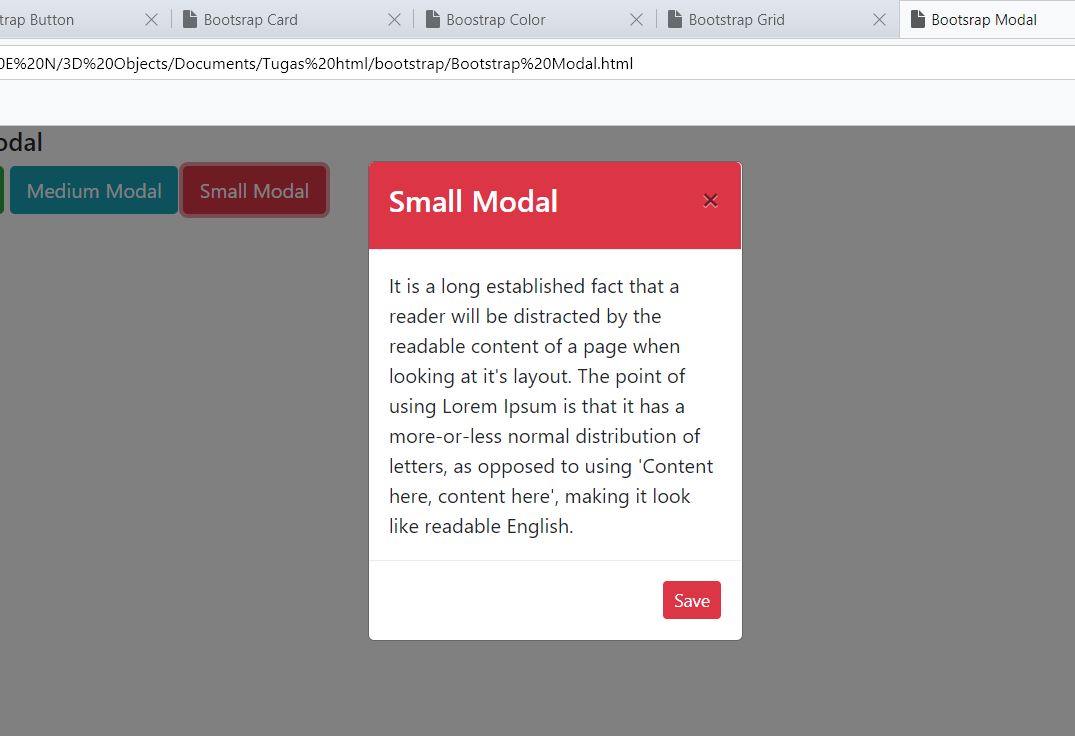 trap Button
Bootsrap Card
Boostrap Color
Bootstrap Grid
Bootsrap Modal
0E%20N/3D%20Objects/Documents/Tugas%20html/bootstrap/Bootstrap%20Modal.html
odal
Medium Modal
Small Modal
Small Modal
×
It is a long established fact that a
reader will be distracted by the
readable content of a page when
looking at it's layout. The point of
using Lorem Ipsum is that it has a
more-or-less normal distribution of
letters, as opposed to using 'Content
here, content here', making it look
like readable English.
Save